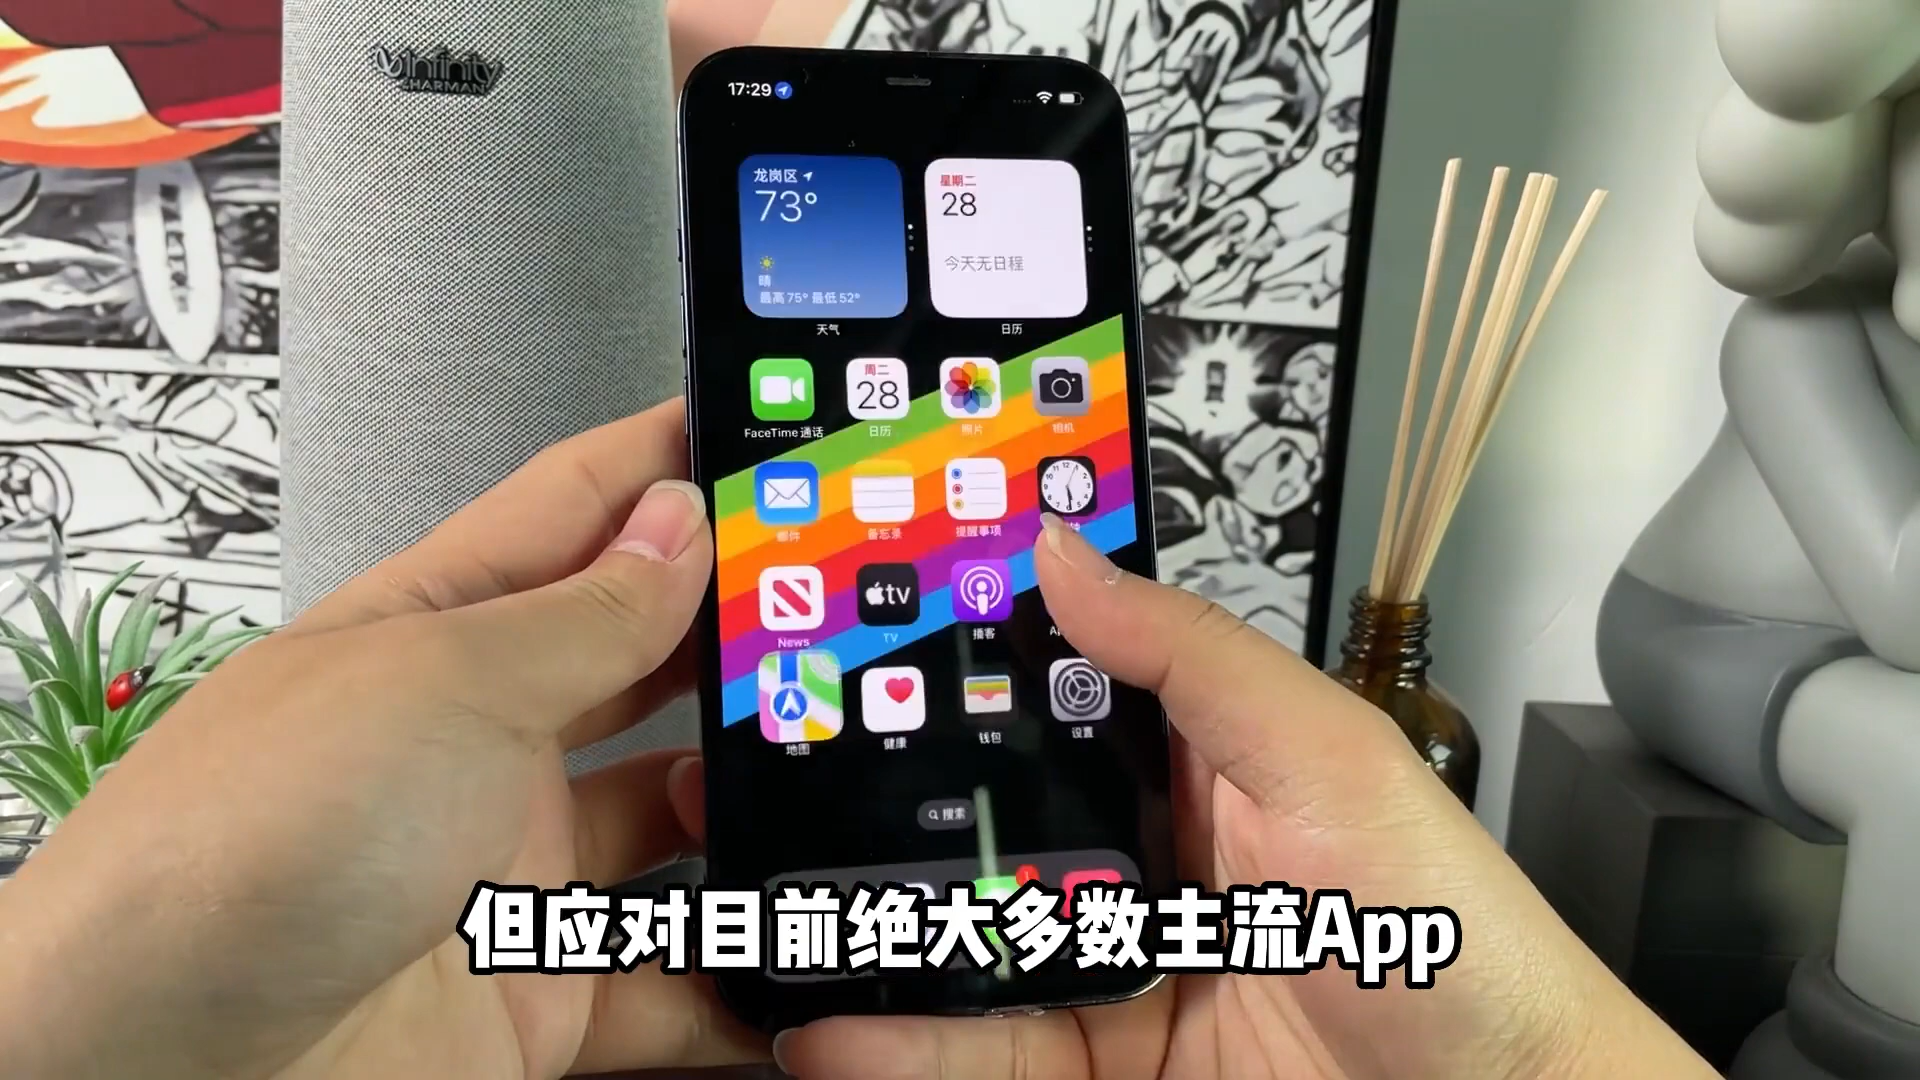 Infinity
HARMAN
17:29
龙岗区
73°
晴
最高 75° 最低 52°
天气
星期二
28
今天无日程
日历
FaceTime 通话
周二
28
日历
照片
相机
邮件
备忘录
提醒事项
钟
News
tv
TV
播客
地图
健康
钱包
设置
搜索
1
但应对目前绝大多数主流App